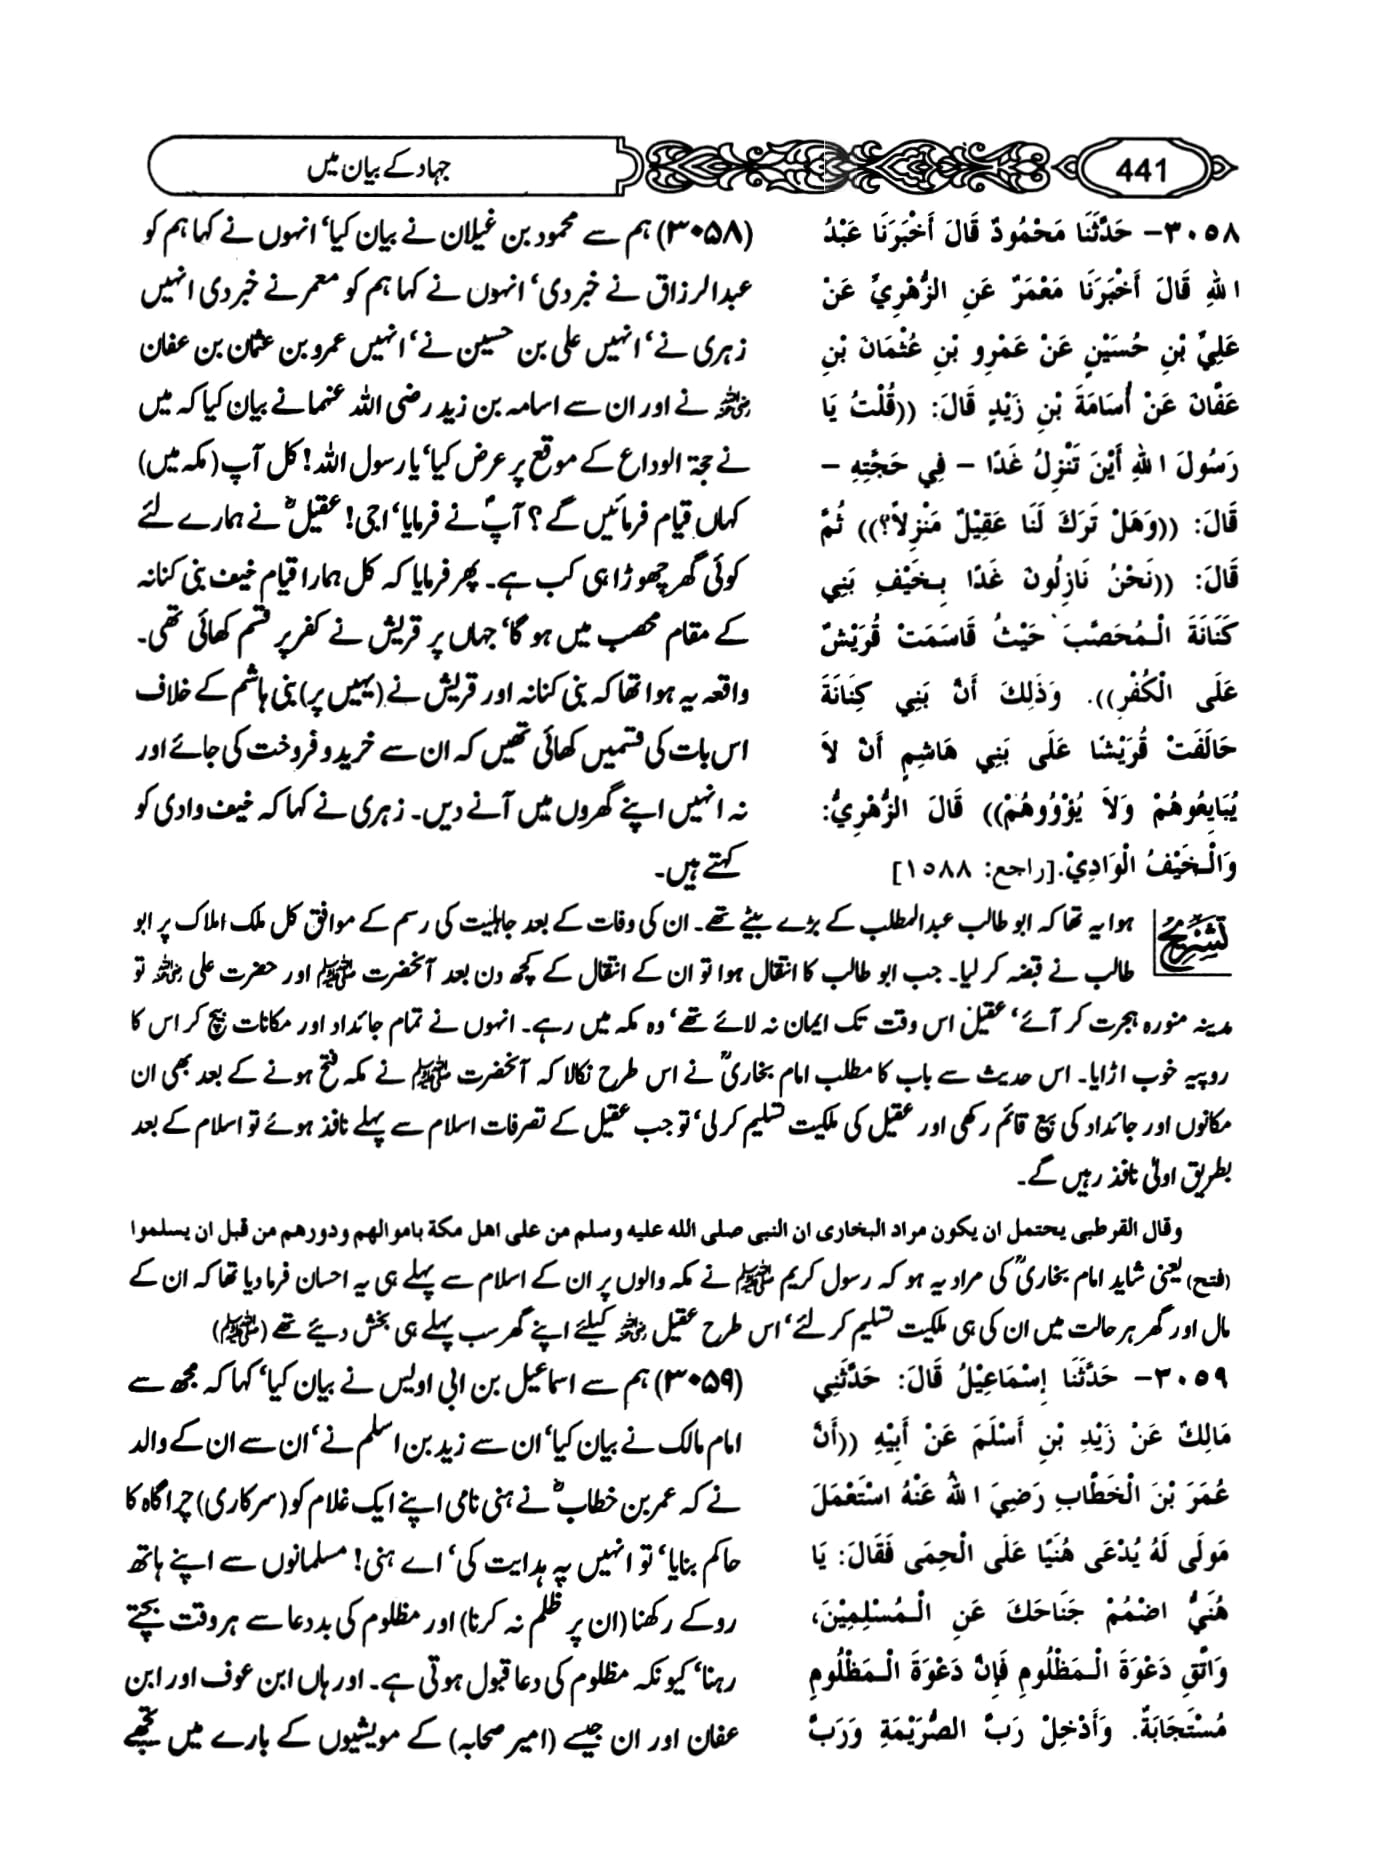 441
جہاد کے بیان میں
٣٠٥٨- حَدَّثَنَا مَحْمُودٌ قَالَ أَخْبَرَنَا عَبْدُ
اللهِ قَالَ أَخْبَرَنَا مَعْمَرٌ عَنِ الزُّهْرِيِّ عَنْ
عَلِيِّ بْنِ حُسَيْنٍ عَنْ عَمْرِو بْنِ عُثْمَانَ بْنِ
عَفَّانَ عَنْ أُسَامَةَ بْنِ زَيْدٍ قَالَ: ((قُلْتُ يَا
رَسُولَ اللهِ أَيْنَ تَنْزِلُ غَدًا – فِي حَجَّتِهِ –
قَالَ: ((وَهَلْ تَرَكَ لَنَا عَقِيْلٌ مَنْزِلاً؟)) ثُمَّ
قَالَ: ((نَحْنُ نَازِلُونَ غَدًا بِخَيْفِ بَنِي
كَنَانَةَ الْمُحَصَّبَ حَيْثُ قَاسَمَتْ قُرَيْشٌ
عَلَى الْكُفْرِ)). وَذَلِكَ أَنَّ بَنِي كِنَانَةَ
حَالَفَتْ قُرَيْشًا عَلَى بَنِي هَاشِمٍ أَنْ لاَ
يُبَايِعُوهُمْ وَلاَ يُؤْوُوهُمْ)) قَالَ الزُّهْرِيُّ:
وَالْخَيْفُ الْوَادِيْ.[راجع: ١٥٨٨]
(۳۰۵۸) ہم سے محمود بن غیلان نے بیان کیا‘ انہوں نے کہا ہم کو
عبدالرزاق نے خبر دی‘ انہوں نے کہا ہم کو معمر نے خبر دی انہیں
زہری نے‘ انہیں علی بن حسین نے‘ انہیں عمرو بن عثمان بن عفان
رضی اللہ عنہ نے اور ان سے اسامہ بن زید رضی اللہ عنہما نے بیان کیا کہ میں
نے حجۃ الوداع کے موقع پر عرض کیا‘ یا رسول اللہ! کل آپ (مکہ میں)
کہاں قیام فرمائیں گے؟ آپؐ نے فرمایا‘ اجی! عقیلؓ نے ہمارے لئے
کوئی گھر چھوڑا ہی کب ہے۔ پھر فرمایا کہ کل ہمارا قیام خیف بنی کنانہ
کے مقام محصب میں ہو گا‘ جہاں پر قریش نے کفر پر قسم کھائی تھی۔
واقعہ یہ ہوا تھا کہ بنی کنانہ اور قریش نے (یہیں پر) بنی ہاشم کے خلاف
اس بات کی قسمیں کھائی تھیں کہ ان سے خرید و فروخت کی جائے اور
نہ انہیں اپنے گھروں میں آنے دیں۔ زہری نے کہا کہ خیف وادی کو
کہتے ہیں۔
تشریح
ہوا یہ تھا کہ ابو طالب عبدالمطلب کے بڑے بیٹے تھے۔ ان کی وفات کے بعد جاہلیت کی رسم کے موافق کل ملک املاک پر ابو
طالب نے قبضہ کر لیا۔ جب ابو طالب کا انتقال ہوا تو ان کے انتقال کے کچھ دن بعد آنحضرت ﷺ اور حضرت علی رضی اللہ عنہ تو
مدینہ منورہ ہجرت کر آئے‘ عقیل اس وقت تک ایمان نہ لائے تھے‘ وہ مکہ میں رہے۔ انہوں نے تمام جائداد اور مکانات بیچ کر اس کا
روپیہ خوب اڑایا۔ اس حدیث سے باب کا مطلب امام بخاریؒ نے اس طرح نکالا کہ آنحضرت ﷺ نے مکہ فتح ہونے کے بعد بھی ان
مکانوں اور جائداد کی بیع قائم رکھی اور عقیل کی ملکیت تسلیم کر لی‘ تو جب عقیل کے تصرفات اسلام سے پہلے نافذ ہوئے تو اسلام کے بعد
بطریق اولیٰ نافذ رہیں گے۔
وقال القرطبی یحتمل ان یکون مراد البخاری ان النبی صلی الله علیه وسلم من علی اهل مکة باموالهم ودورهم من قبل ان یسلموا
(فتح) یعنی شاید امام بخاریؒ کی مراد یہ ہو کہ رسول کریم ﷺ نے مکہ والوں پر ان کے اسلام سے پہلے ہی یہ احسان فرما دیا تھا کہ ان کے
مال اور گھر ہر حالت میں ان کی ہی ملکیت تسلیم کر لئے‘ اس طرح عقیل رضی اللہ عنہ کیلئے اپنے گھر سب پہلے ہی بخش دیئے تھے (ﷺ)
٣٠٥٩- حَدَّثَنَا إِسْمَاعِيْلُ قَالَ: حَدَّثَنِي
مَالِكٌ عَنْ زَيْدِ بْنِ أَسْلَمَ عَنْ أَبِيْهِ ((أَنَّ
عُمَرَ بْنَ الْخَطَّابِ رَضِيَ اللهُ عَنْهُ اسْتَعْمَلَ
مَولَى لَهُ يُدْعَى هُنَيًا عَلَى الْحِمَى فَقَالَ: يَا
هُنَيُّ اضْمُمْ جَنَاحَكَ عَنِ الْمُسْلِمِيْنَ،
وَاتَّقِ دَعْوَةَ الْمَظْلُومِ فَإِنَّ دَعْوَةَ الْمَظْلُومِ
مُسْتَجَابَةٌ. وَأَدْخِلْ رَبَّ الصُّرَيْمَةِ وَرَبَّ
(۳۰۵۹) ہم سے اسماعیل بن ابی اویس نے بیان کیا‘ کہا کہ مجھ سے
امام مالک نے بیان کیا‘ ان سے زید بن اسلم نے‘ ان سے ان کے والد
نے کہ عمر بن خطابؓ نے ہنی نامی اپنے ایک غلام کو (سرکاری) چراگاہ کا
حاکم بنایا‘ تو انہیں یہ ہدایت کی‘ اے ہنی! مسلمانوں سے اپنے ہاتھ
روکے رکھنا (ان پر ظلم نہ کرنا) اور مظلوم کی بددعا سے ہر وقت بچتے
رہنا‘ کیونکہ مظلوم کی دعا قبول ہوتی ہے۔ اور ہاں ابن عوف اور ابن
عفان اور ان جیسے (امیر صحابہ) کے مویشیوں کے بارے میں تجھے